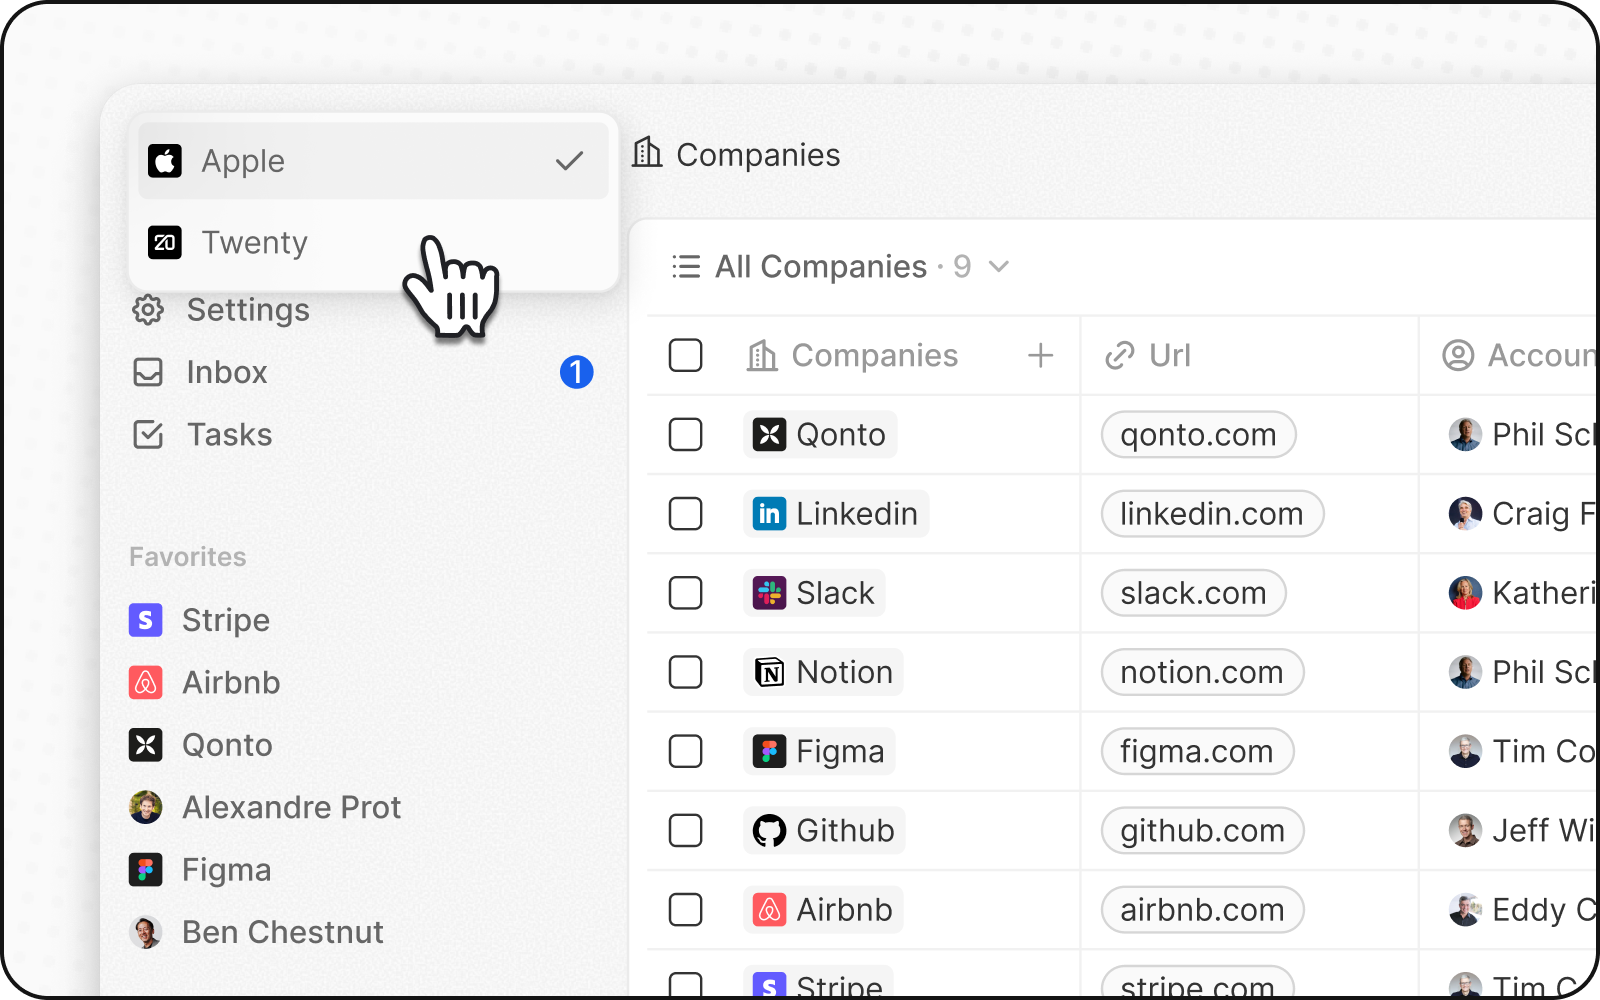 Apple
Twenty
Settings
Inbox 1
Tasks
Favorites
Stripe
Airbnb
Qonto
Alexandre Prot
Figma
Ben Chestnut
Companies
All Companies · 9
Companies Url Accoun
Qonto qonto.com Phil Scl
in Linkedin linkedin.com Craig F
Slack slack.com Katheri
Notion notion.com Phil Scl
Figma figma.com Tim Co
Github github.com Jeff Wi
Airbnb airbnb.com Eddy C
Stripe stripe.com Tim C